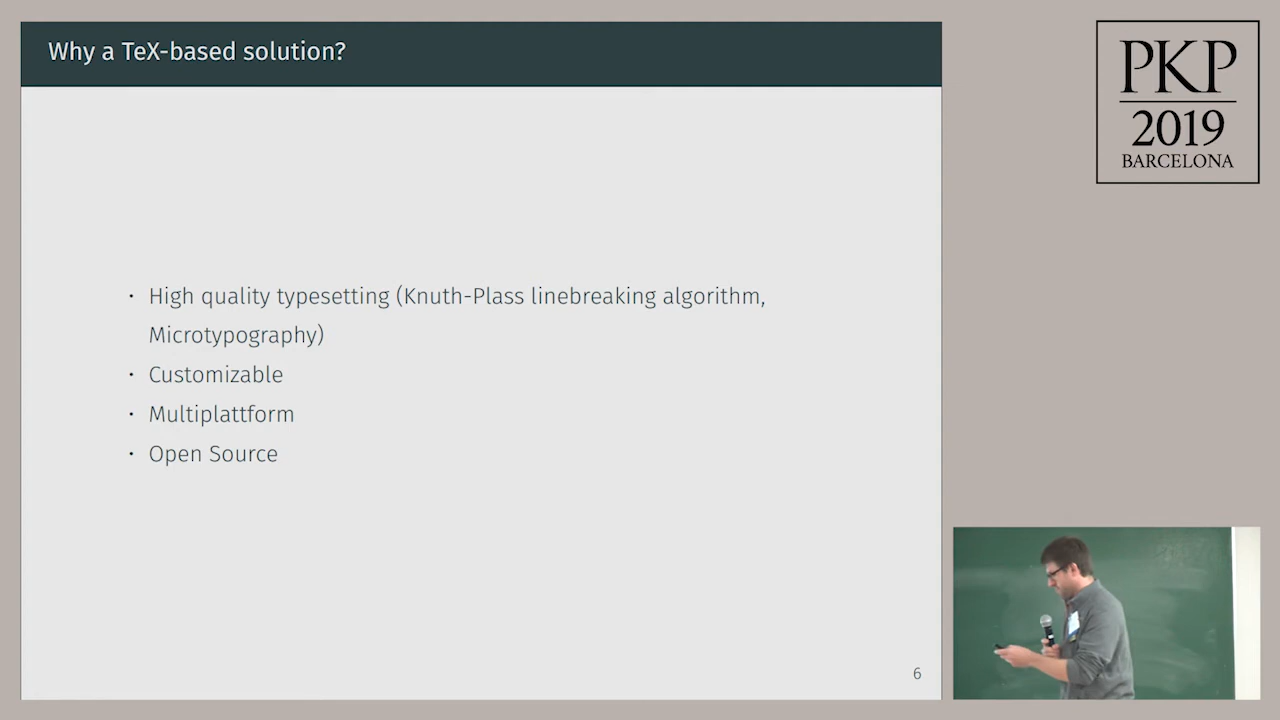 Why a TeX-based solution?
• High quality typesetting (Knuth-Plass linebreaking algorithm,
Microtypography)
• Customizable
• Multiplattform
• Open Source
6
PKP
2019
BARCELONA